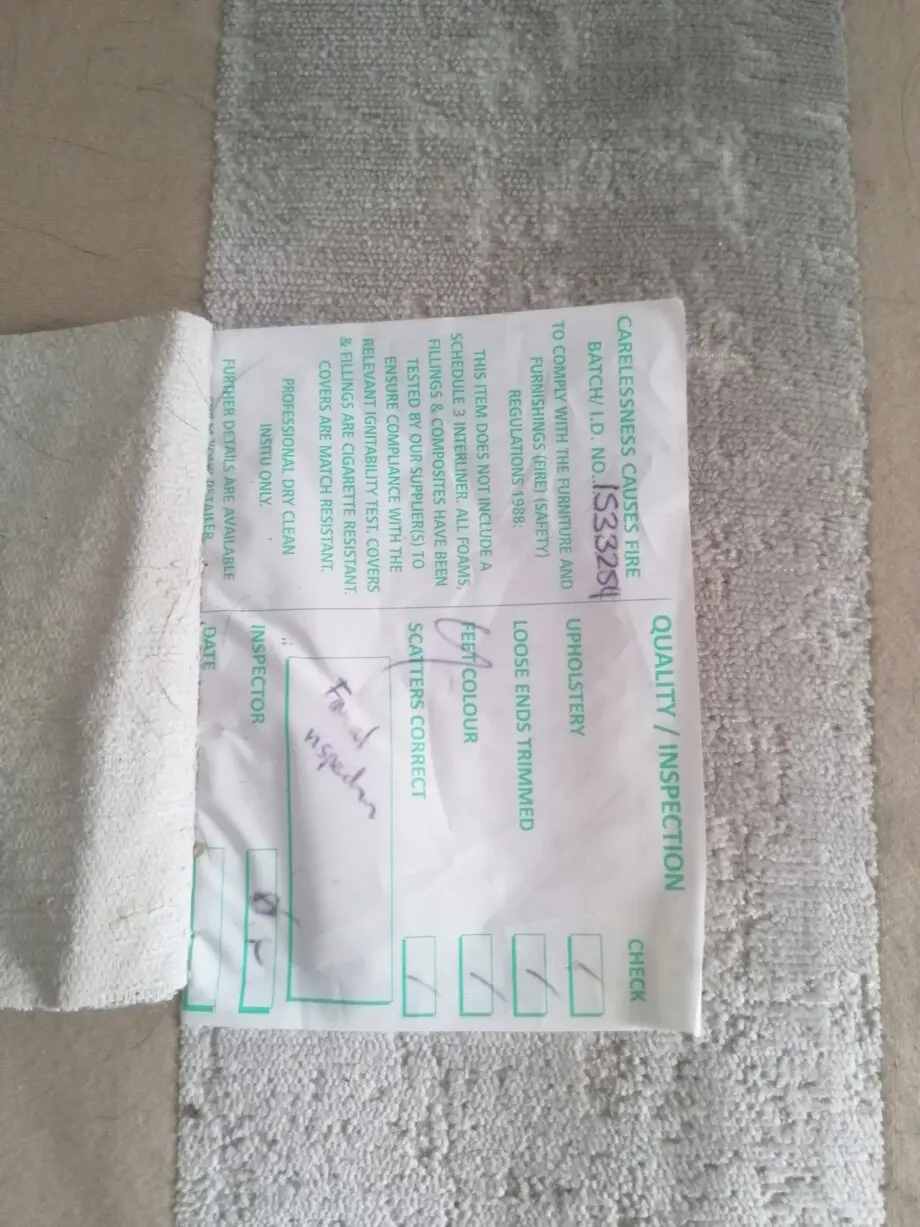 CARELESSNESS CAUSES FIRE
BATCH/ I.D. NO. 1533254
TO COMPLY WITH THE FURNITURE AND
FURNISHINGS (FIRE) (SAFETY)
REGULATIONS 1988:
THIS ITEM DOES NOT INCLUDE A
SCHEDULE 3 INTERLINER. ALL FOAMS,
FILLINGS & COMPOSITES HAVE BEEN
TESTED BY OUR SUPPLIER(S) TO
ENSURE COMPLIANCE WITH THE
RELEVANT IGNITABILITY TEST. COVERS
& FILLINGS ARE CIGARETTE RESISTANT.
COVERS ARE MATCH RESISTANT.
PROFESSIONAL DRY CLEAN
INSITU ONLY.
FURTHER DETAILS ARE AVAILABLE
RETAILER
QUALITY / INSPECTION
CHECK
UPHOLSTERY
LOOSE ENDS TRIMMED
FEET COLOUR
SCATTERS CORRECT
INSPECTOR
DATE